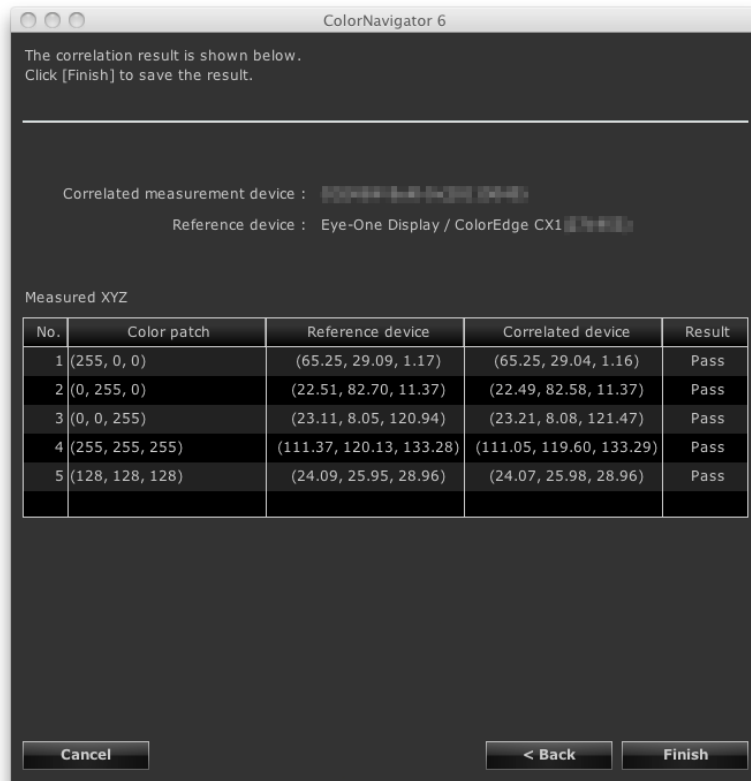 ColorNavigator 6
The correlation result is shown below.
Click [Finish] to save the result.
Correlated measurement device :
Reference device : Eye-One Display / ColorEdge CX1
Measured XYZ
No. Color patch Reference device Correlated device Result
1 (255, 0, 0) (65.25, 29.09, 1.17) (65.25, 29.04, 1.16) Pass
2 (0, 255, 0) (22.51, 82.70, 11.37) (22.49, 82.58, 11.37) Pass
3 (0, 0, 255) (23.11, 8.05, 120.94) (23.21, 8.08, 121.47) Pass
4 (255, 255, 255) (111.37, 120.13, 133.28) (111.05, 119.60, 133.29) Pass
5 (128, 128, 128) (24.09, 25.95, 28.96) (24.07, 25.98, 28.96) Pass
Cancel < Back Finish